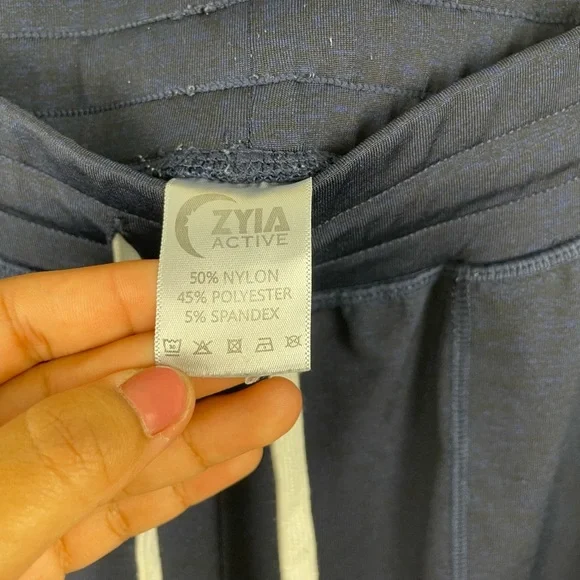 ZYIA
ACTIVE
50% NYLON
45% POLYESTER
5% SPANDEX